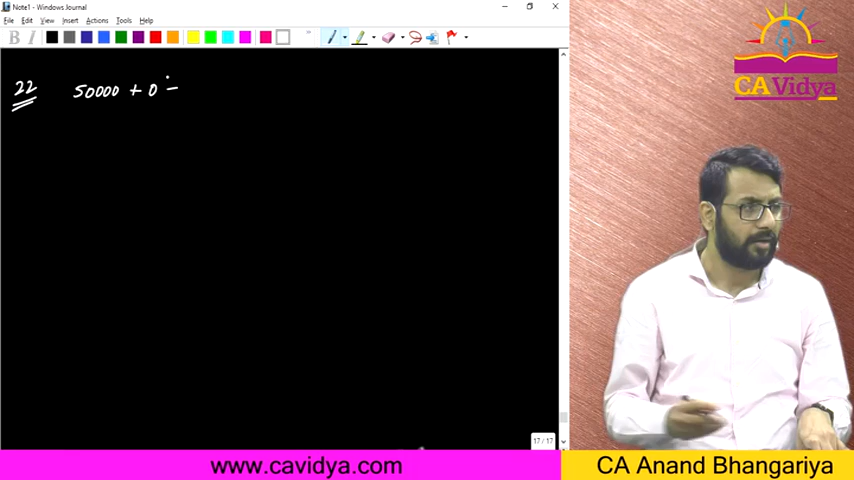 Note1 - Windows Journal
File Edit View Insert Actions Tools Help
B I
22 50000 + 0 ÷
17 / 17
CA Vidya
www.cavidya.com
CA Anand Bhangariya